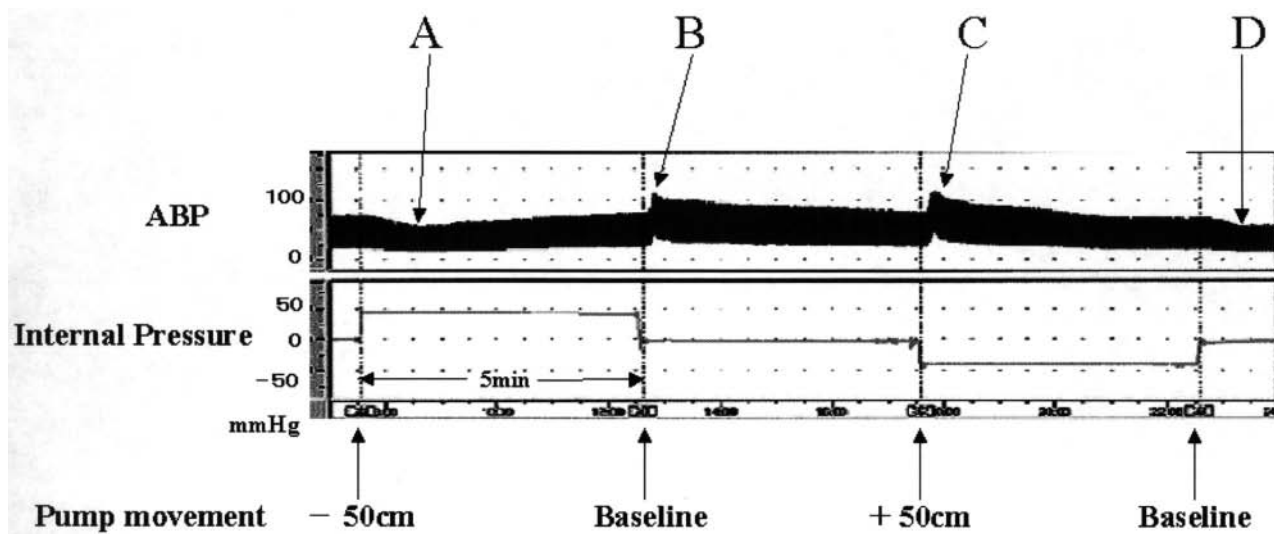 A B C D
ABP
100
0
Internal Pressure
50
0
−50
5min
mmHg
Pump movement − 50cm Baseline + 50cm Baseline